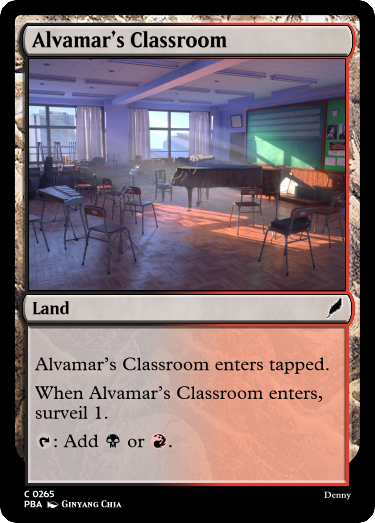 Alvamar's Classroom
Land
Alvamar's Classroom enters tapped.
When Alvamar's Classroom enters,
surveil 1.
: Add or .
C 0265
PBA Ginyang Chia
Denny